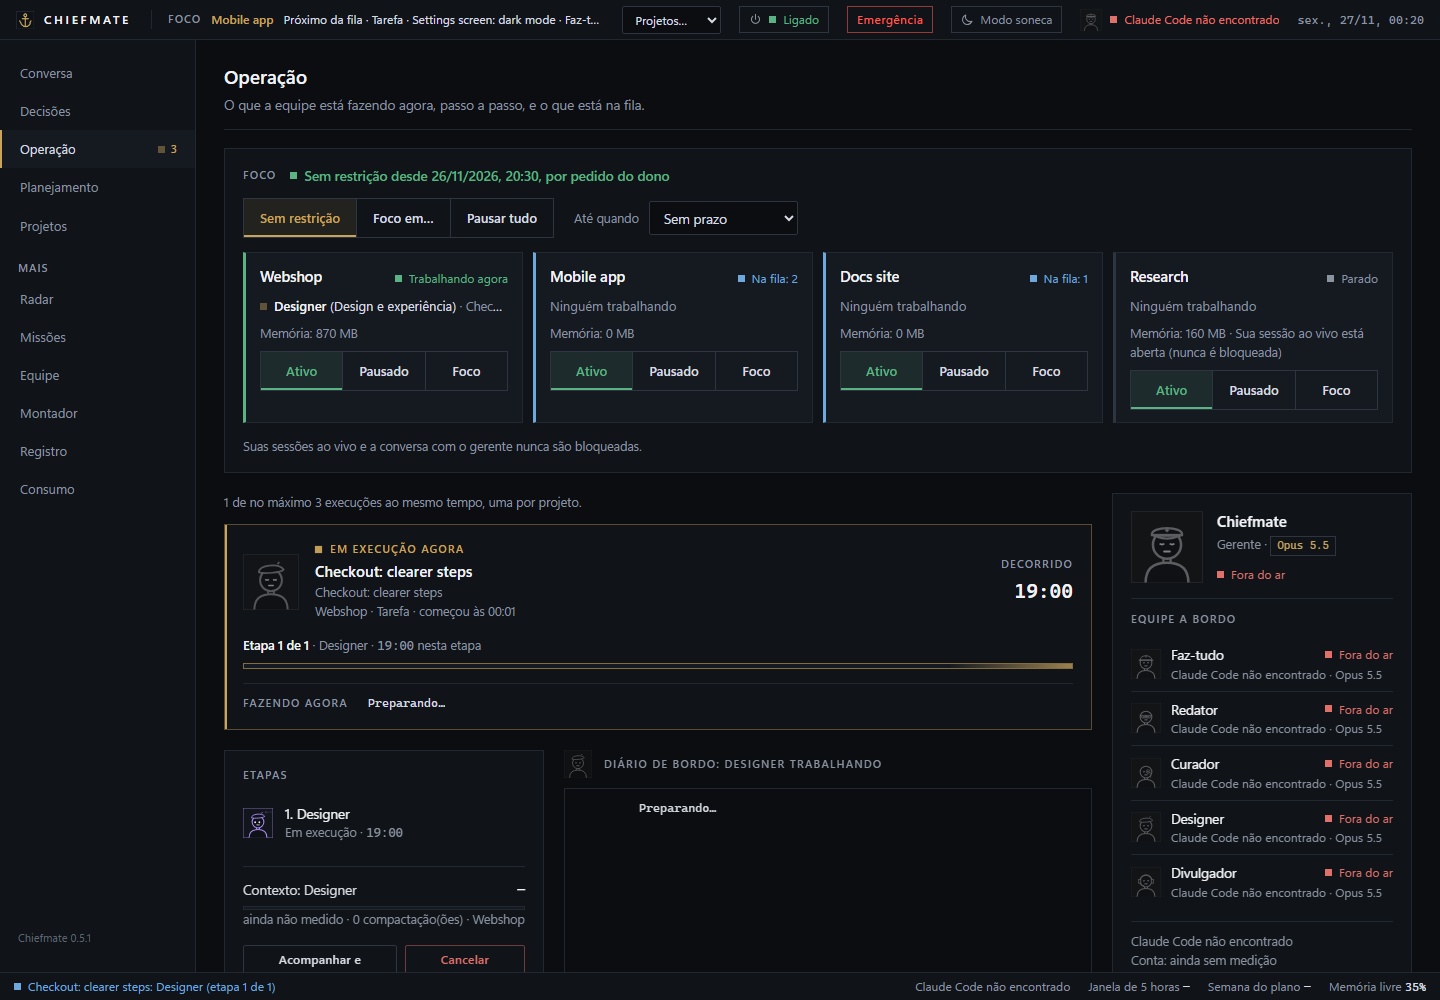 CHIEFMATE
FOCO Mobile app Próximo da fila · Tarefa · Settings screen: dark mode · Faz-t...
Projetos...
Ligado
Emergência
Modo soneca
Claude Code não encontrado
sex., 27/11, 00:20
Conversa
Decisões
Operação 3
Planejamento
Projetos
MAIS
Radar
Missões
Equipe
Montador
Registro
Consumo
Chiefmate 0.5.1
Operação
O que a equipe está fazendo agora, passo a passo, e o que está na fila.
FOCO Sem restrição desde 26/11/2026, 20:30, por pedido do dono
Sem restrição Foco em... Pausar tudo Até quando Sem prazo
Webshop Trabalhando agora
Designer (Design e experiência) · Chec...
Memória: 870 MB
Ativo Pausado Foco
Mobile app Na fila: 2
Ninguém trabalhando
Memória: 0 MB
Ativo Pausado Foco
Docs site Na fila: 1
Ninguém trabalhando
Memória: 0 MB
Ativo Pausado Foco
Research Parado
Ninguém trabalhando
Memória: 160 MB · Sua sessão ao vivo está
aberta (nunca é bloqueada)
Ativo Pausado Foco
Suas sessões ao vivo e a conversa com o gerente nunca são bloqueadas.
1 de no máximo 3 execuções ao mesmo tempo, uma por projeto.
EM EXECUÇÃO AGORA
Checkout: clearer steps
Checkout: clearer steps
Webshop · Tarefa · começou às 00:01
DECORRIDO
19:00
Etapa 1 de 1 · Designer · 19:00 nesta etapa
FAZENDO AGORA Preparando…
ETAPAS
1. Designer
Em execução · 19:00
Contexto: Designer –
ainda não medido · 0 compactação(ões) · Webshop
Acompanhar e
Cancelar
DIÁRIO DE BORDO: DESIGNER TRABALHANDO
Preparando…
Chiefmate
Gerente · Opus 5.5
Fora do ar
EQUIPE A BORDO
Faz-tudo Fora do ar
Claude Code não encontrado · Opus 5.5
Redator Fora do ar
Claude Code não encontrado · Opus 5.5
Curador Fora do ar
Claude Code não encontrado · Opus 5.5
Designer Fora do ar
Claude Code não encontrado · Opus 5.5
Divulgador Fora do ar
Claude Code não encontrado · Opus 5.5
Claude Code não encontrado
Conta: ainda sem medição
Checkout: clearer steps: Designer (etapa 1 de 1)
Claude Code não encontrado
Janela de 5 horas –
Semana do plano –
Memória livre 35%